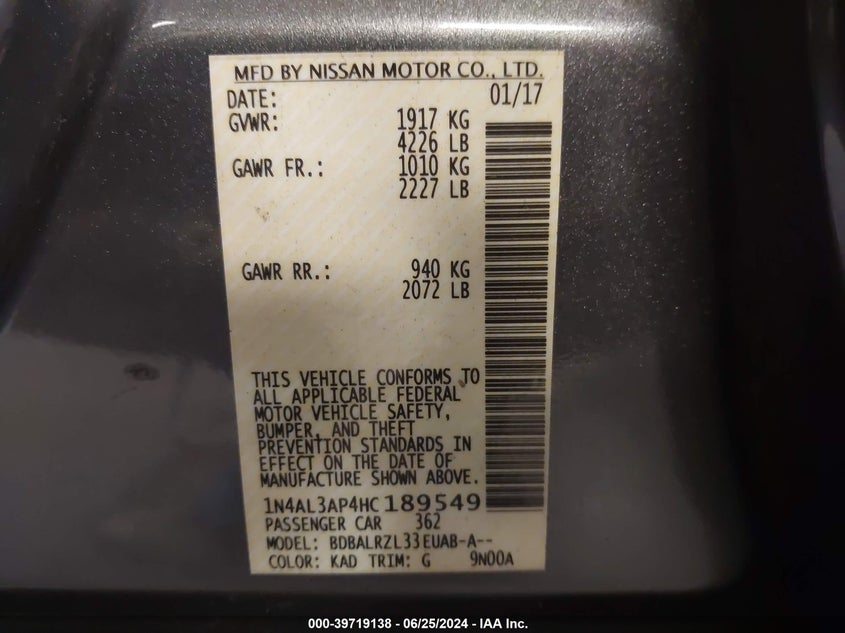 MFD BY NISSAN MOTOR CO., LTD.
DATE: 01/17
GVWR: 1917 KG
4226 LB
GAWR FR.: 1010 KG
2227 LB
GAWR RR.: 940 KG
2072 LB
THIS VEHICLE CONFORMS TO
ALL APPLICABLE FEDERAL
MOTOR VEHICLE SAFETY,
BUMPER, AND THEFT
PREVENTION STANDARDS IN
EFFECT ON THE DATE OF
MANUFACTURE SHOWN ABOVE.
1N4AL3AP4HC189549
PASSENGER CAR 362
MODEL: BDBALRZL33EUAB-A--
COLOR: KAD TRIM: G 9N00A
000-39719138 - 06/25/2024 - IAA Inc.